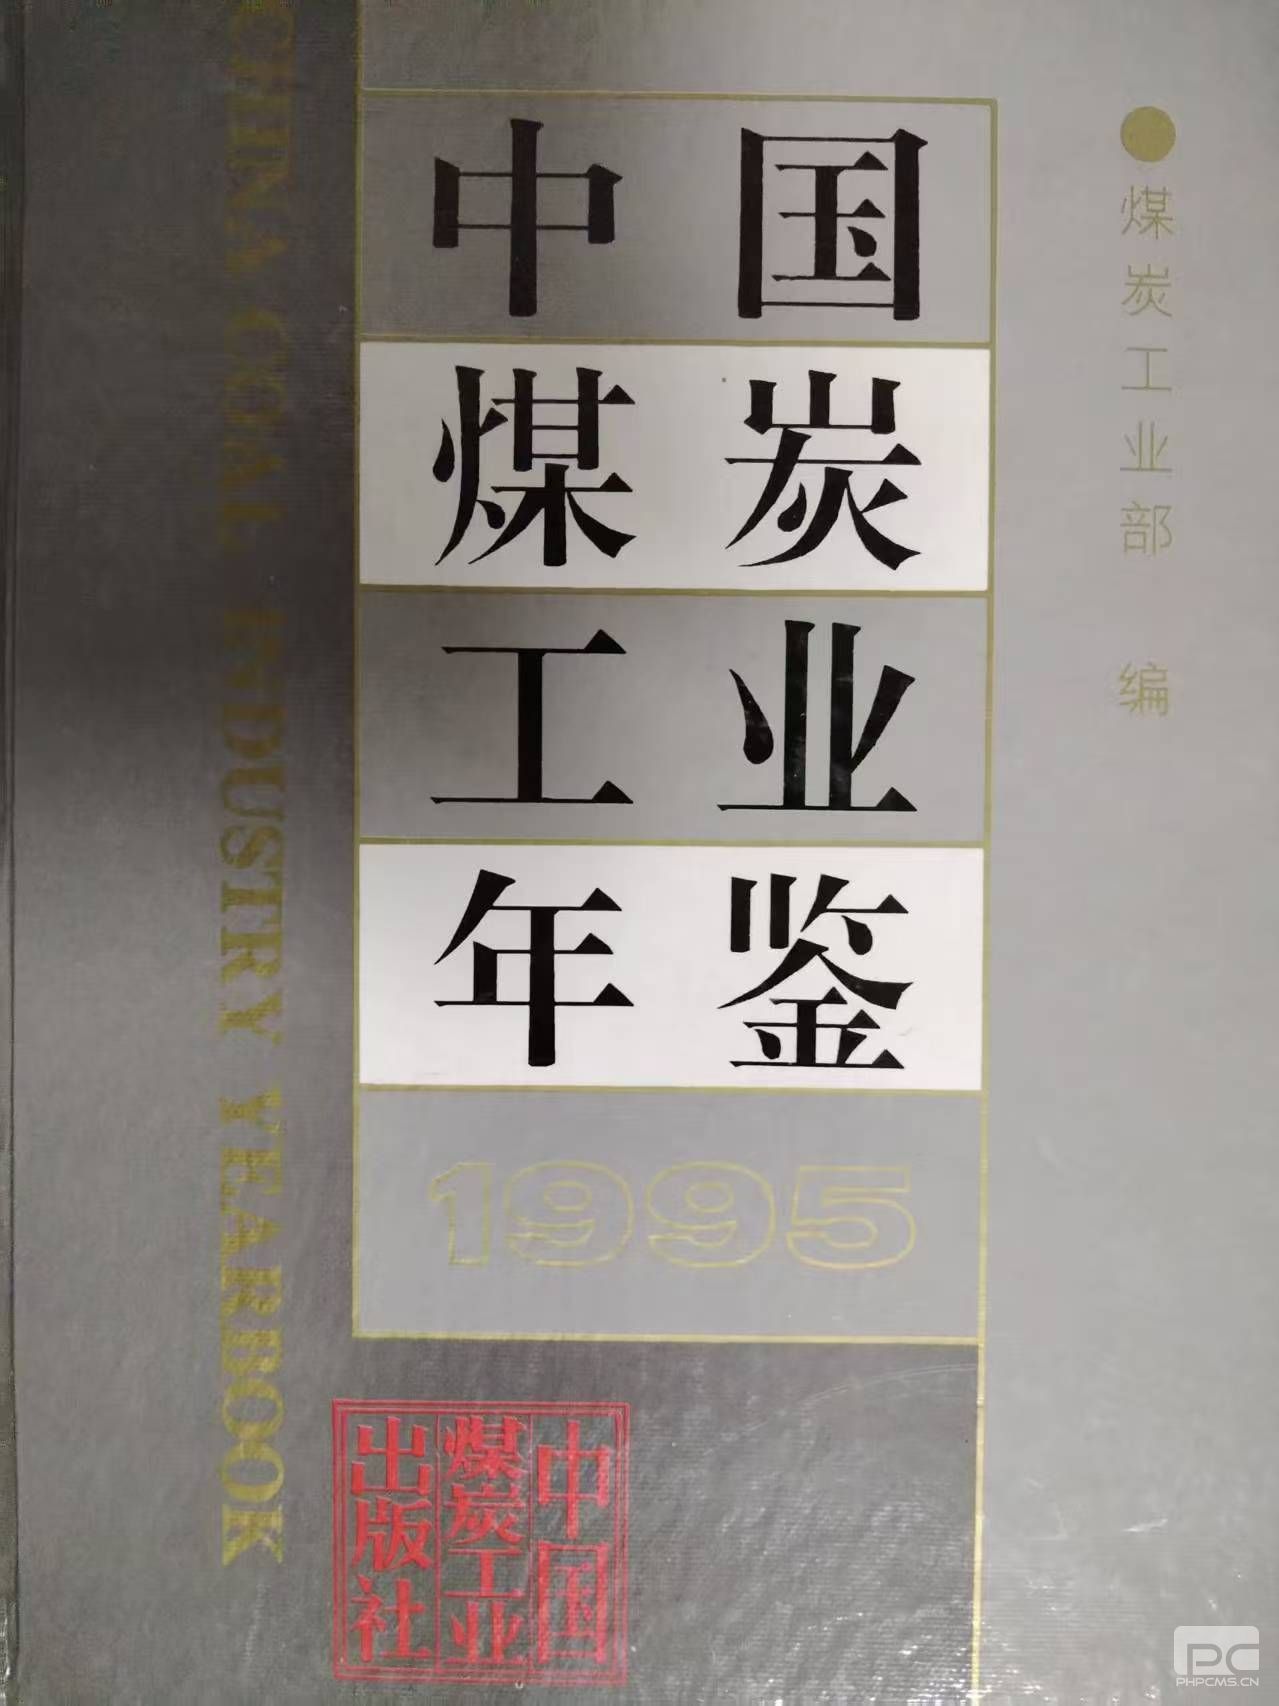 中国
煤炭
工业
年鉴
1995
煤炭工业部 编
CHINA COAL INDUSTRY YEARBOOK
中国
煤炭工业
出版社
PC
PHPCMS.CN